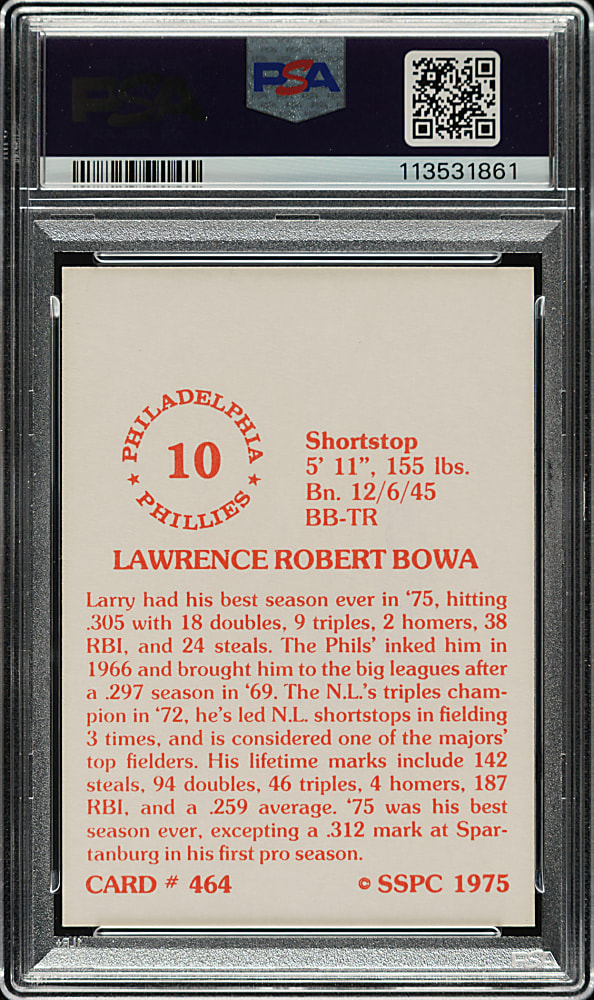 PSA
PSA
113531861
PHILADELPHIA
10
PHILLIES
Shortstop
5' 11”, 155 lbs.
Bn. 12/6/45
BB-TR
LAWRENCE ROBERT BOWA
Larry had his best season ever in ‘75, hitting
.305 with 18 doubles, 9 triples, 2 homers, 38
RBI, and 24 steals. The Phils’ inked him in
1966 and brought him to the big leagues after
a .297 season in ‘69. The N.L.’s triples cham-
pion in ‘72, he’s led N.L. shortstops in fielding
3 times, and is considered one of the majors’
top fielders. His lifetime marks include 142
steals, 94 doubles, 46 triples, 4 homers, 187
RBI, and a .259 average. ‘75 was his best
season ever, excepting a .312 mark at Spar-
tanburg in his first pro season.
CARD # 464 © SSPC 1975
PSA